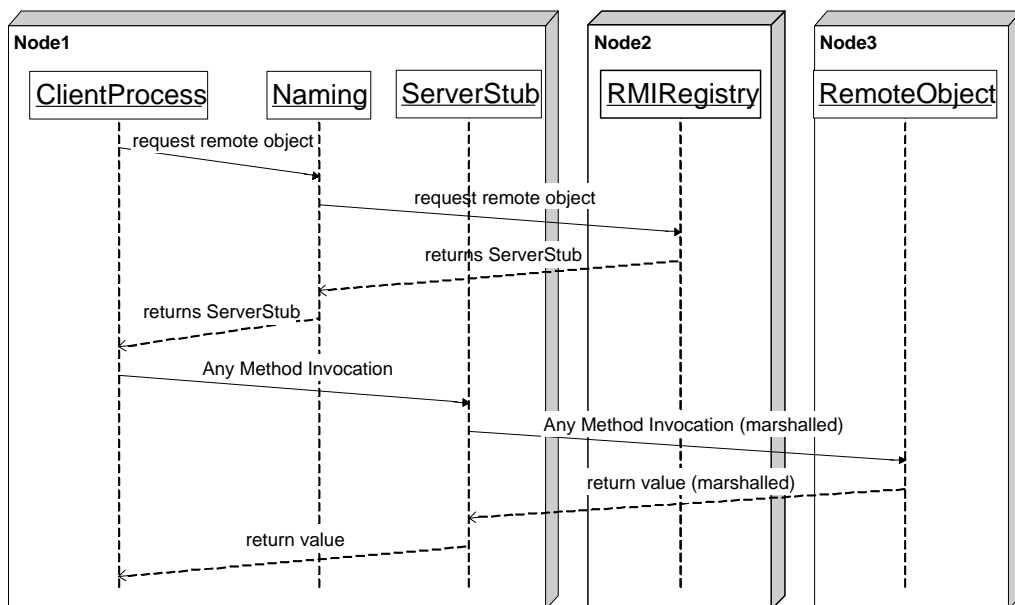 Node1
Node2
Node3
ClientProcess
Naming
ServerStub
RMIRegistry
RemoteObject
request remote object
request remote object
returns ServerStub
returns ServerStub
Any Method Invocation
Any Method Invocation (marshalled)
return value (marshalled)
return value